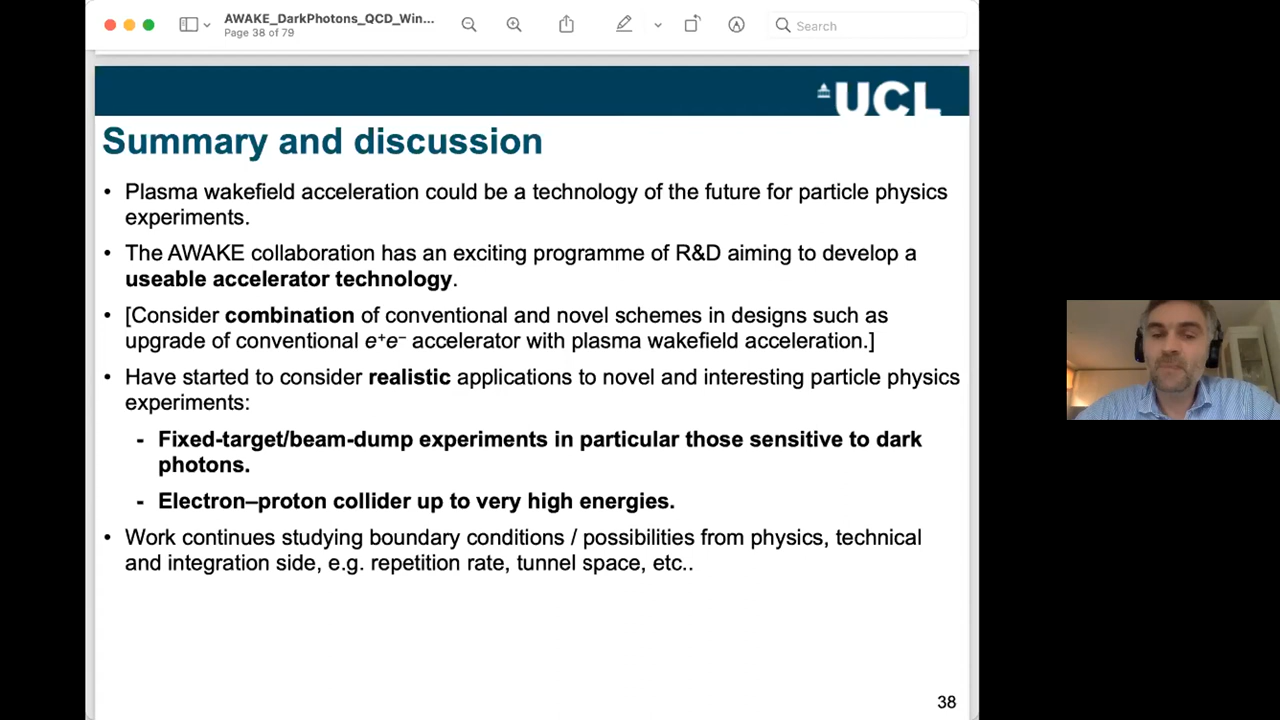 AWAKE_DarkPhotons_QCD_Win...
Page 38 of 79
Search
UCL
Summary and discussion
• Plasma wakefield acceleration could be a technology of the future for particle physics
experiments.
• The AWAKE collaboration has an exciting programme of R&D aiming to develop a
useable accelerator technology.
• [Consider combination of conventional and novel schemes in designs such as
upgrade of conventional e⁺e⁻ accelerator with plasma wakefield acceleration.]
• Have started to consider realistic applications to novel and interesting particle physics
experiments:
- Fixed-target/beam-dump experiments in particular those sensitive to dark
photons.
- Electron–proton collider up to very high energies.
• Work continues studying boundary conditions / possibilities from physics, technical
and integration side, e.g. repetition rate, tunnel space, etc..
38